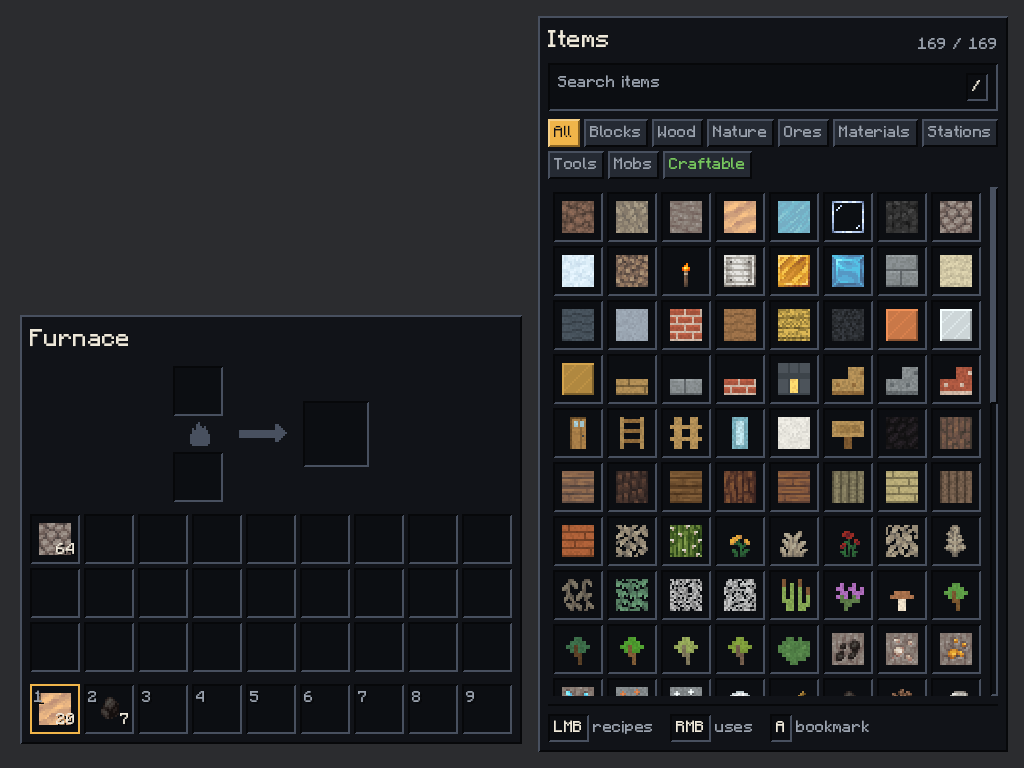 Items
169 / 169
Search items
/
All Blocks Wood Nature Ores Materials Stations
Tools Mobs Craftable
Furnace
64
1 2 3 4 5 6 7 8 9
20 7
LMB recipes RMB uses A bookmark